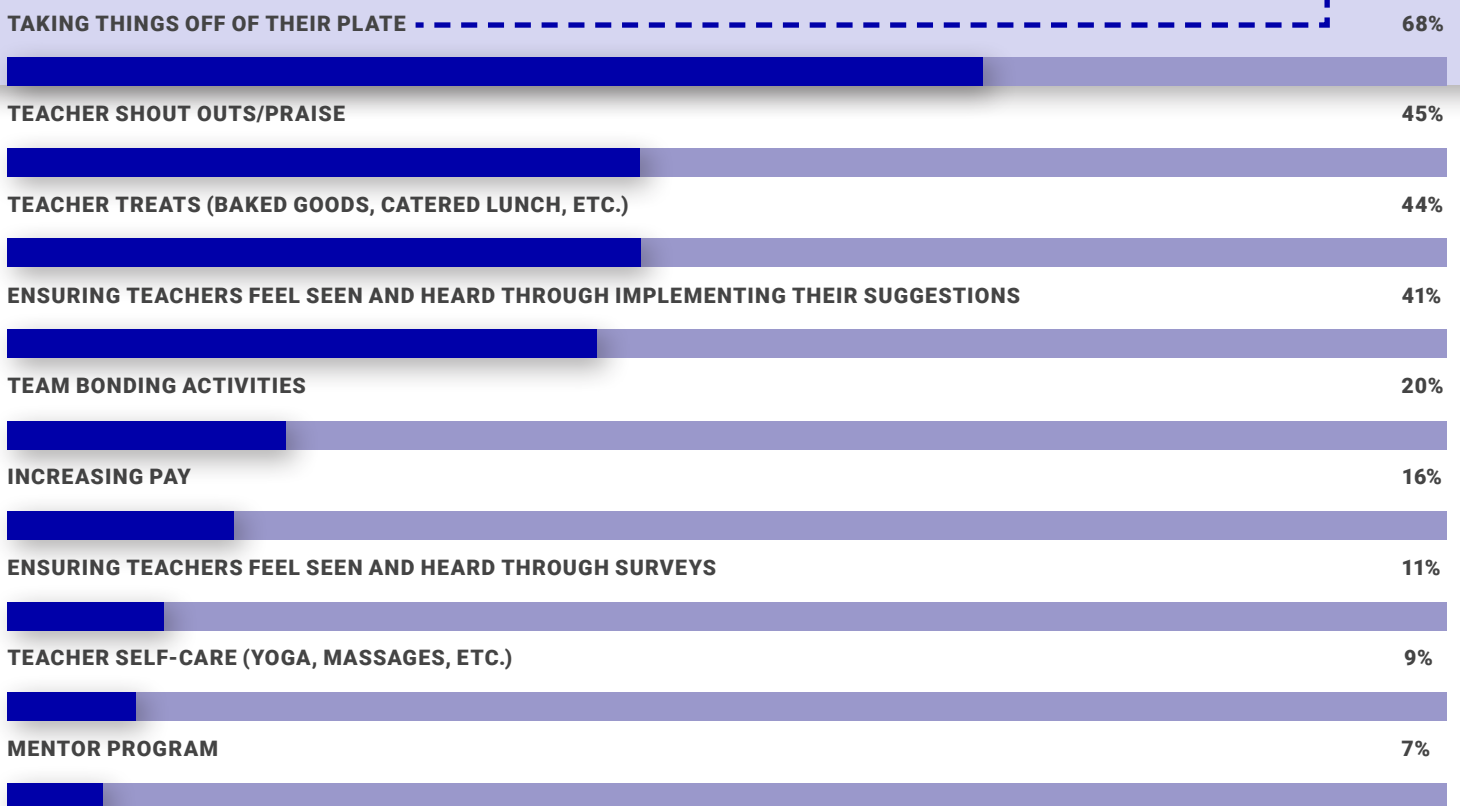 TAKING THINGS OFF OF THEIR PLATE 68%
TEACHER SHOUT OUTS/PRAISE 45%
TEACHER TREATS (BAKED GOODS, CATERED LUNCH, ETC.) 44%
ENSURING TEACHERS FEEL SEEN AND HEARD THROUGH IMPLEMENTING THEIR SUGGESTIONS 41%
TEAM BONDING ACTIVITIES 20%
INCREASING PAY 16%
ENSURING TEACHERS FEEL SEEN AND HEARD THROUGH SURVEYS 11%
TEACHER SELF-CARE (YOGA, MASSAGES, ETC.) 9%
MENTOR PROGRAM 7%